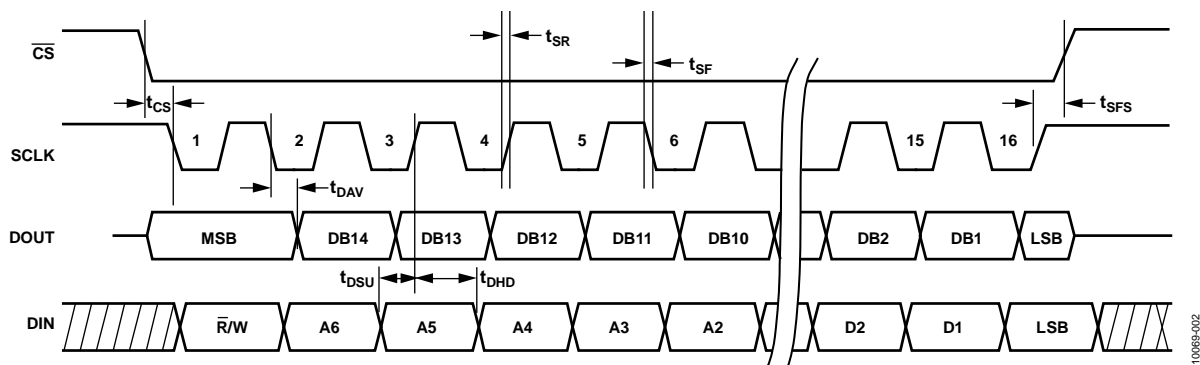 CS
tSR
tSF
tCS
tSFS
SCLK
1
2
3
4
5
6
15
16
tDAV
DOUT
MSB
DB14
DB13
DB12
DB11
DB10
DB2
DB1
LSB
tDSU
tDHD
DIN
R̅/W
A6
A5
A4
A3
A2
D2
D1
LSB
10069-002